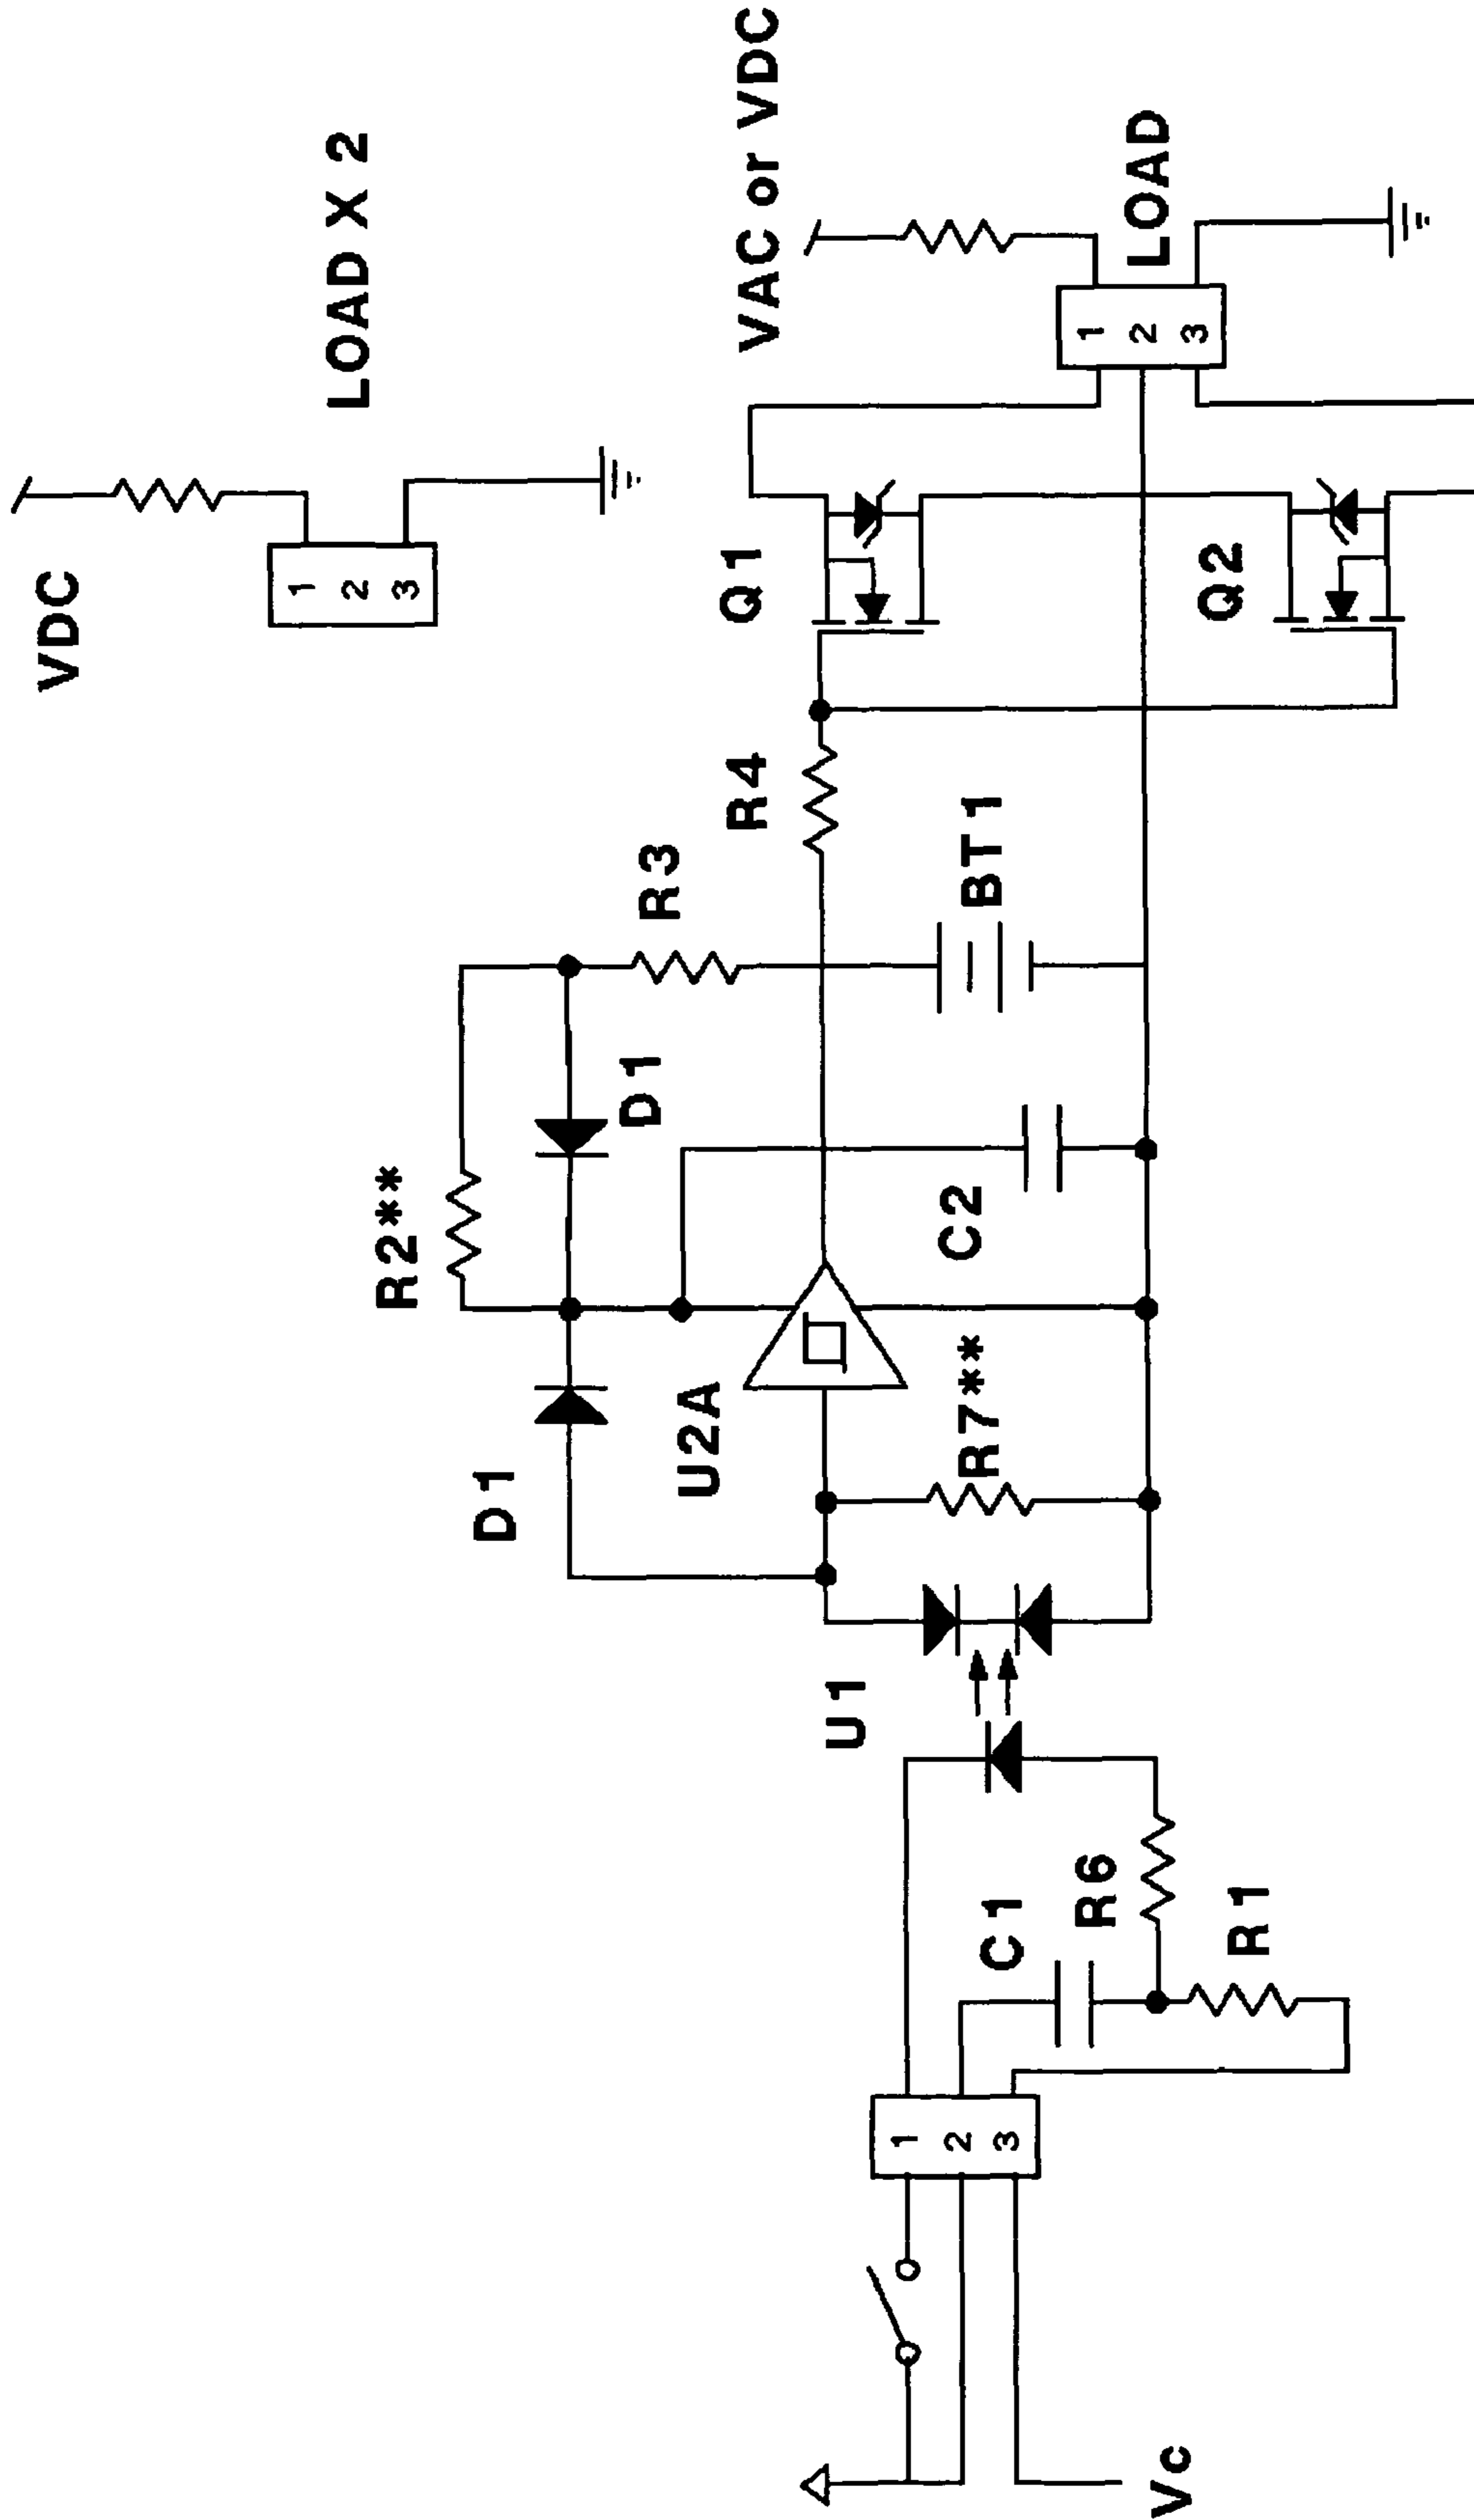 VDC
1
2
3
LOAD X 2
R2**
D1
D1
R3
U2A
R4
Q1
VAC or VDC
U1
R7**
C2
BT1
1
2
3
LOAD
Q2
1
2
3
C1
R6
R1
Vc